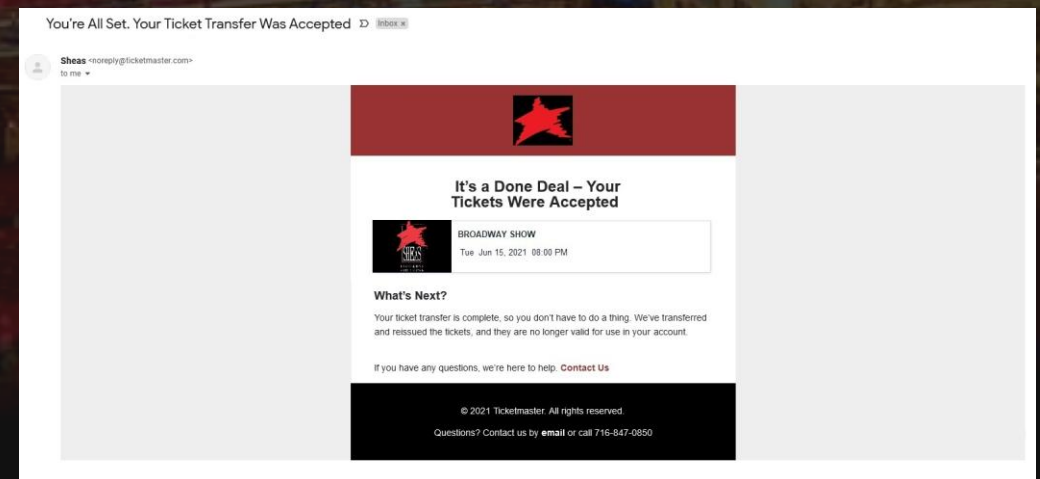 You're All Set. Your Ticket Transfer Was Accepted Inbox x
Sheas <noreply@ticketmaster.com>
to me
It's a Done Deal – Your
Tickets Were Accepted
SHEAS
BROADWAY SHOW
Tue Jun 15, 2021 08:00 PM
What's Next?
Your ticket transfer is complete, so you don't have to do a thing. We've transferred
and reissued the tickets, and they are no longer valid for use in your account.
If you have any questions, we're here to help. Contact Us
© 2021 Ticketmaster. All rights reserved.
Questions? Contact us by email or call 716-847-0850